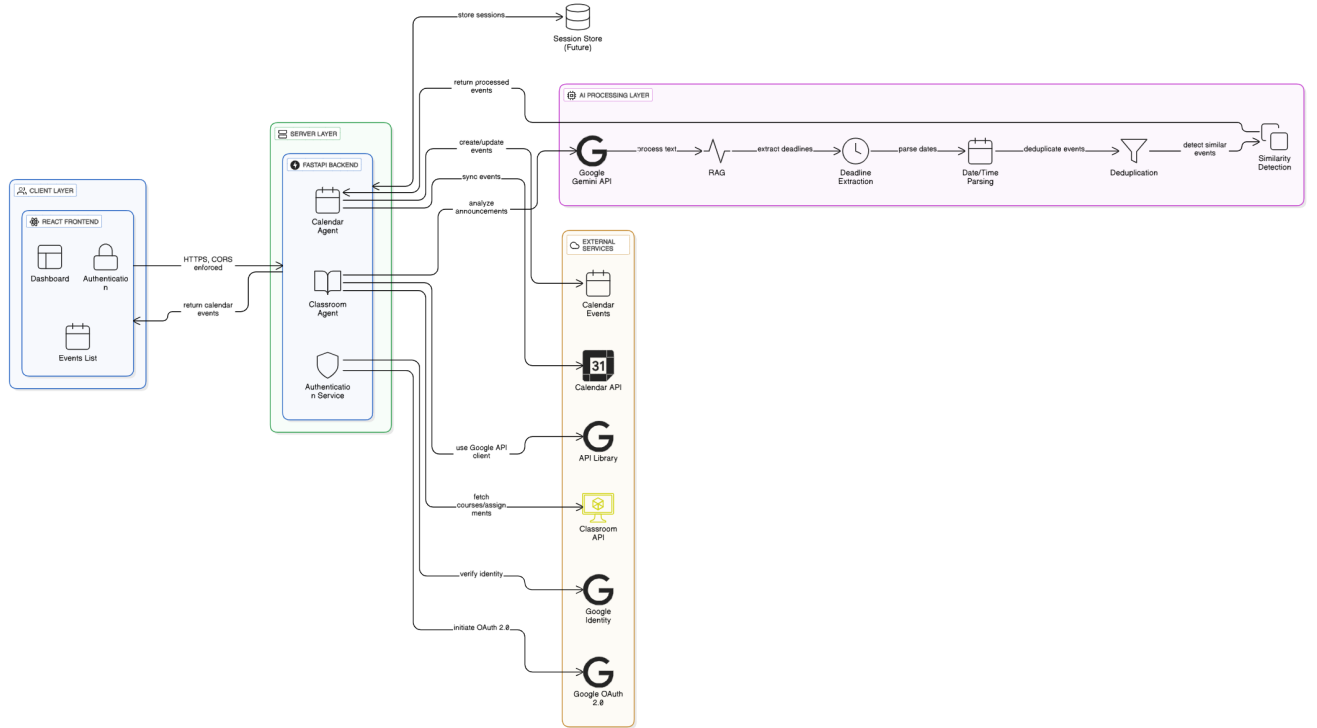 store sessions
Session Store
(Future)
return processed
events
AI PROCESSING LAYER
SERVER LAYER
FASTAPI BACKEND
create/update
events
process text
extract deadlines
parse dates
deduplicate events
detect similar
events
Google
Gemini API
RAG
Deadline
Extraction
Date/Time
Parsing
Deduplication
Similarity
Detection
sync events
CLIENT LAYER
REACT FRONTEND
Calendar
Agent
analyze
announcements
EXTERNAL
SERVICES
Dashboard
Authenticatio
n
HTTPS, CORS
enforced
Classroom
Agent
Calendar
Events
return calendar
events
Events List
Authenticatio
n Service
31
Calendar API
use Google API
client
API Library
fetch
courses/assign
ments
Classroom
API
verify identity
Google
Identity
initiate OAuth 2.0
Google OAuth
2.0